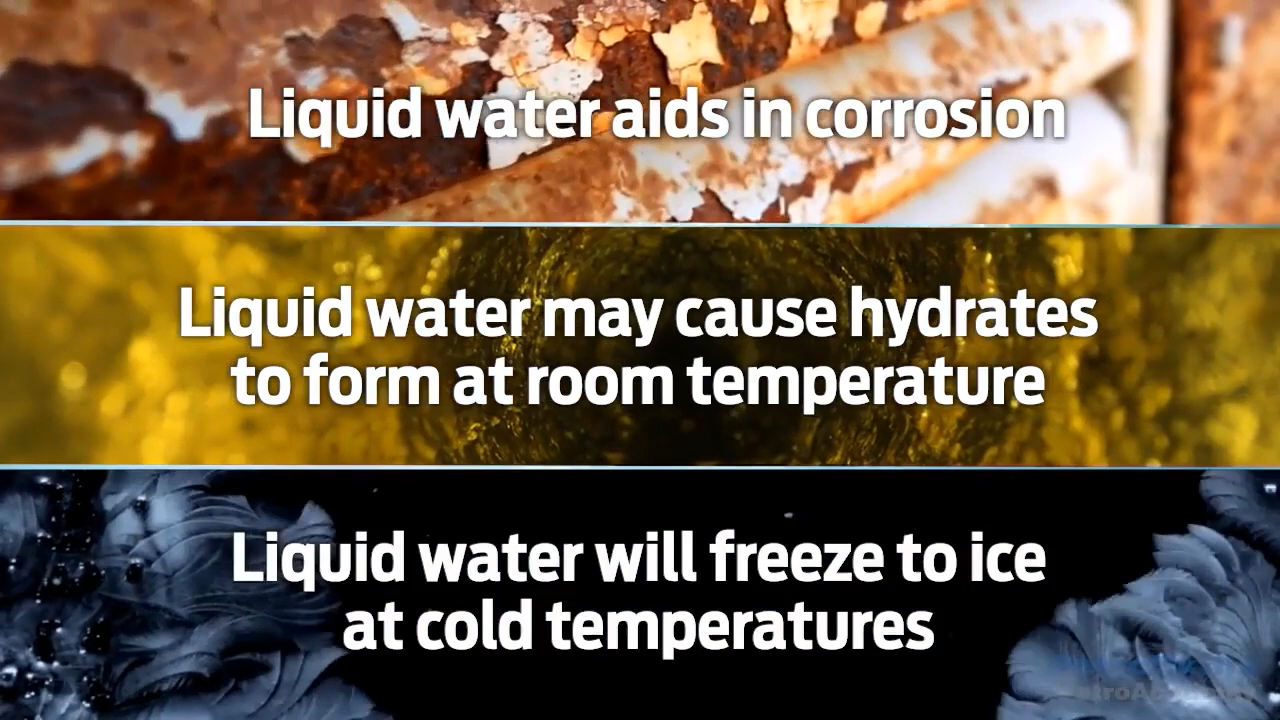 Liquid water aids in corrosion
Liquid water may cause hydrates
to form at room temperature
Liquid water will freeze to ice
at cold temperatures